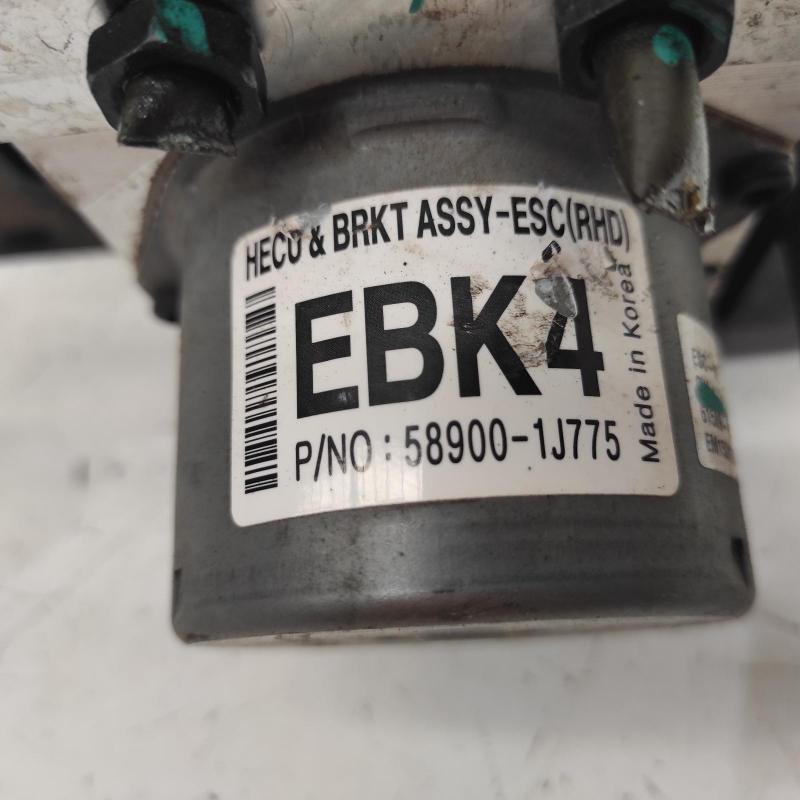 HECU & BRKT ASSY-ESC(RHD)
EBK4
P/NO : 58900-1J775
Made in Korea